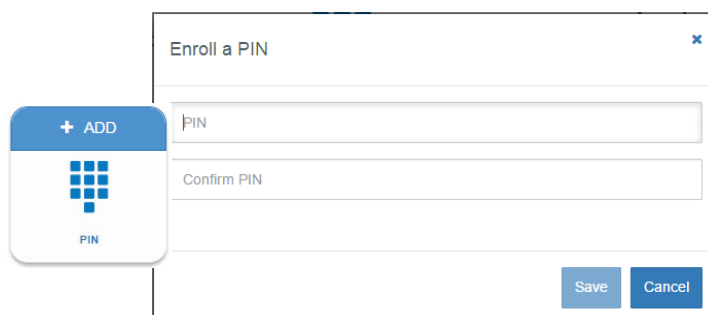 Enroll a PIN
×
+ ADD
PIN
PIN
Confirm PIN
Save
Cancel